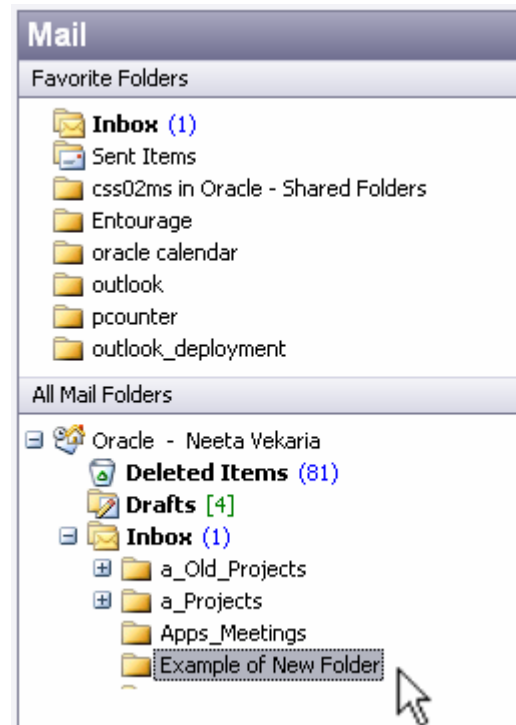 Mail
Favorite Folders
Inbox (1)
Sent Items
css02ms in Oracle - Shared Folders
Entourage
oracle calendar
outlook
pcounter
outlook_deployment
All Mail Folders
Oracle - Neeta Vekaria
Deleted Items (81)
Drafts [4]
Inbox (1)
a_Old_Projects
a_Projects
Apps_Meetings
Example of New Folder